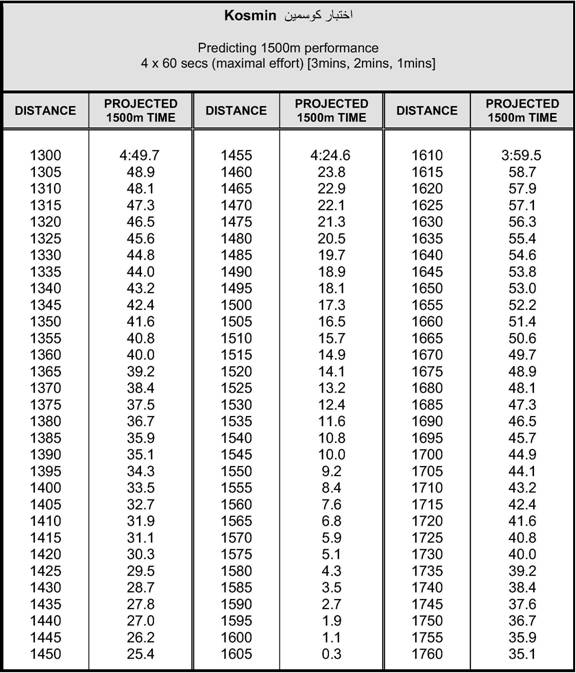 Kosmin اختبار كوسمين
Predicting 1500m performance
4 x 60 secs (maximal effort) [3mins, 2mins, 1mins]
DISTANCE PROJECTED 1500m TIME DISTANCE PROJECTED 1500m TIME DISTANCE PROJECTED 1500m TIME
1300 4:49.7 1455 4:24.6 1610 3:59.5
1305 48.9 1460 23.8 1615 58.7
1310 48.1 1465 22.9 1620 57.9
1315 47.3 1470 22.1 1625 57.1
1320 46.5 1475 21.3 1630 56.3
1325 45.6 1480 20.5 1635 55.4
1330 44.8 1485 19.7 1640 54.6
1335 44.0 1490 18.9 1645 53.8
1340 43.2 1495 18.1 1650 53.0
1345 42.4 1500 17.3 1655 52.2
1350 41.6 1505 16.5 1660 51.4
1355 40.8 1510 15.7 1665 50.6
1360 40.0 1515 14.9 1670 49.7
1365 39.2 1520 14.1 1675 48.9
1370 38.4 1525 13.2 1680 48.1
1375 37.5 1530 12.4 1685 47.3
1380 36.7 1535 11.6 1690 46.5
1385 35.9 1540 10.8 1695 45.7
1390 35.1 1545 10.0 1700 44.9
1395 34.3 1550 9.2 1705 44.1
1400 33.5 1555 8.4 1710 43.2
1405 32.7 1560 7.6 1715 42.4
1410 31.9 1565 6.8 1720 41.6
1415 31.1 1570 5.9 1725 40.8
1420 30.3 1575 5.1 1730 40.0
1425 29.5 1580 4.3 1735 39.2
1430 28.7 1585 3.5 1740 38.4
1435 27.8 1590 2.7 1745 37.6
1440 27.0 1595 1.9 1750 36.7
1445 26.2 1600 1.1 1755 35.9
1450 25.4 1605 0.3 1760 35.1